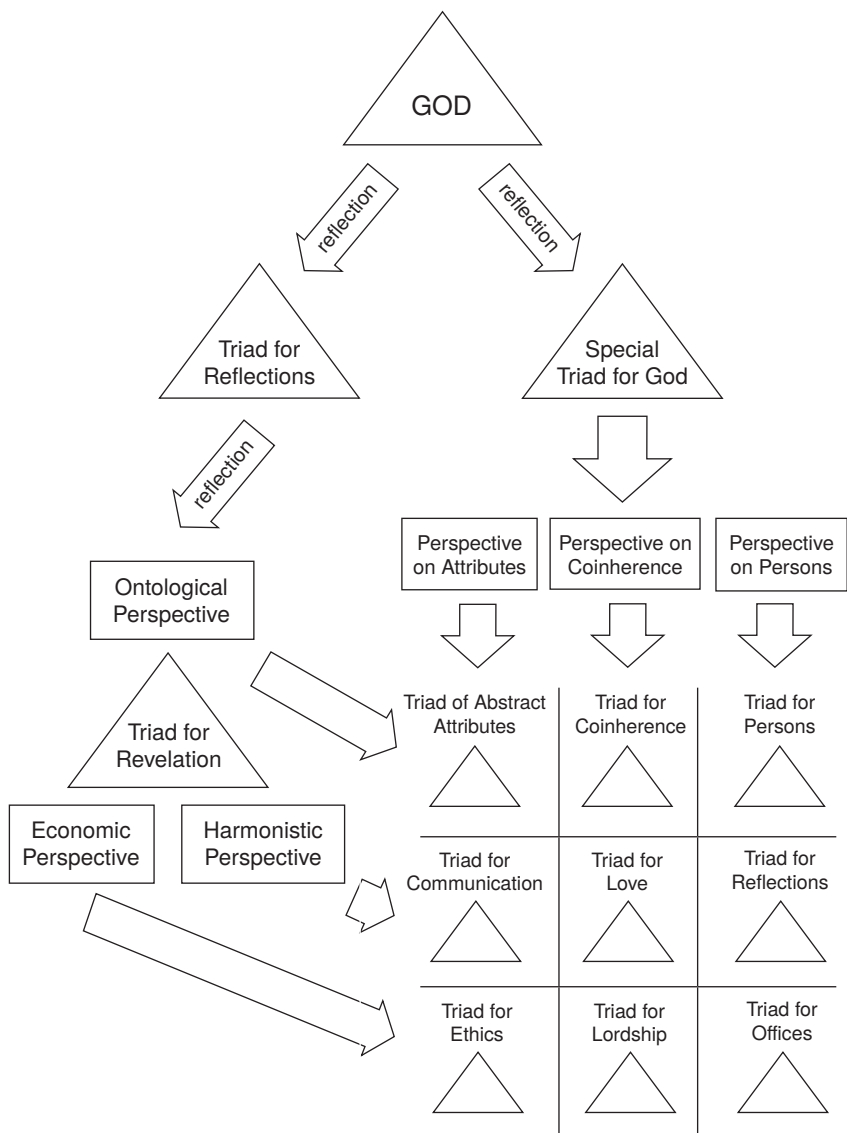 GOD
reflection
reflection
Triad for
Reflections
Special
Triad for God
reflection
Perspective
on Attributes
Perspective on
Coinherence
Perspective
on Persons
Ontological
Perspective
Triad for
Revelation
Economic
Perspective
Harmonistic
Perspective
Triad of Abstract
Attributes
Triad for
Coinherence
Triad for
Persons
Triad for
Communication
Triad for
Love
Triad for
Reflections
Triad for
Ethics
Triad for
Lordship
Triad for
Offices